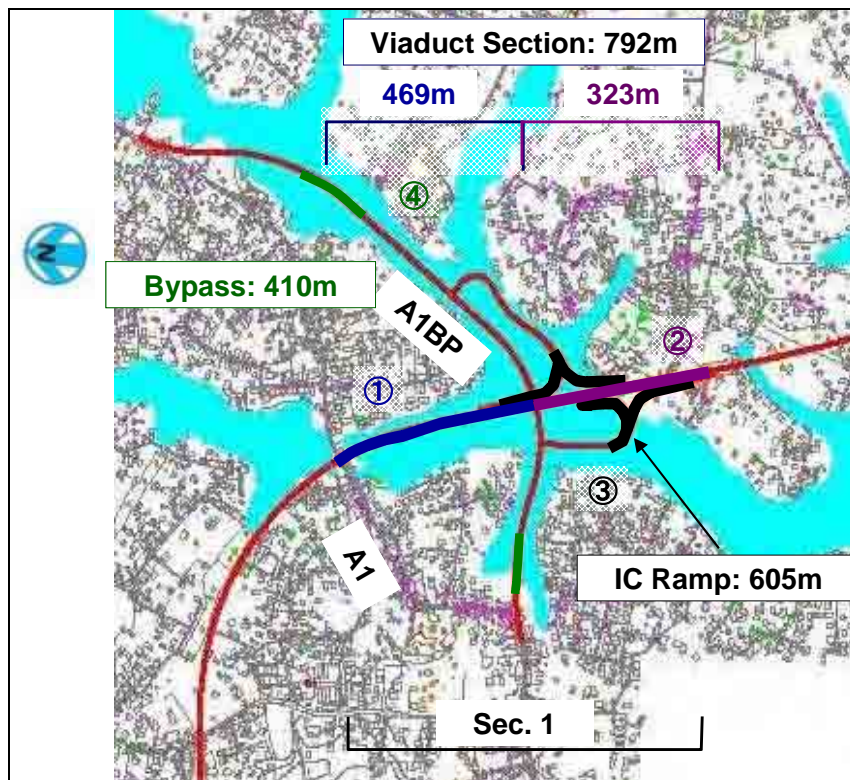 Viaduct Section: 792m
469m
323m
④
N
Bypass: 410m
A1BP
②
①
③
A1
IC Ramp: 605m
Sec. 1